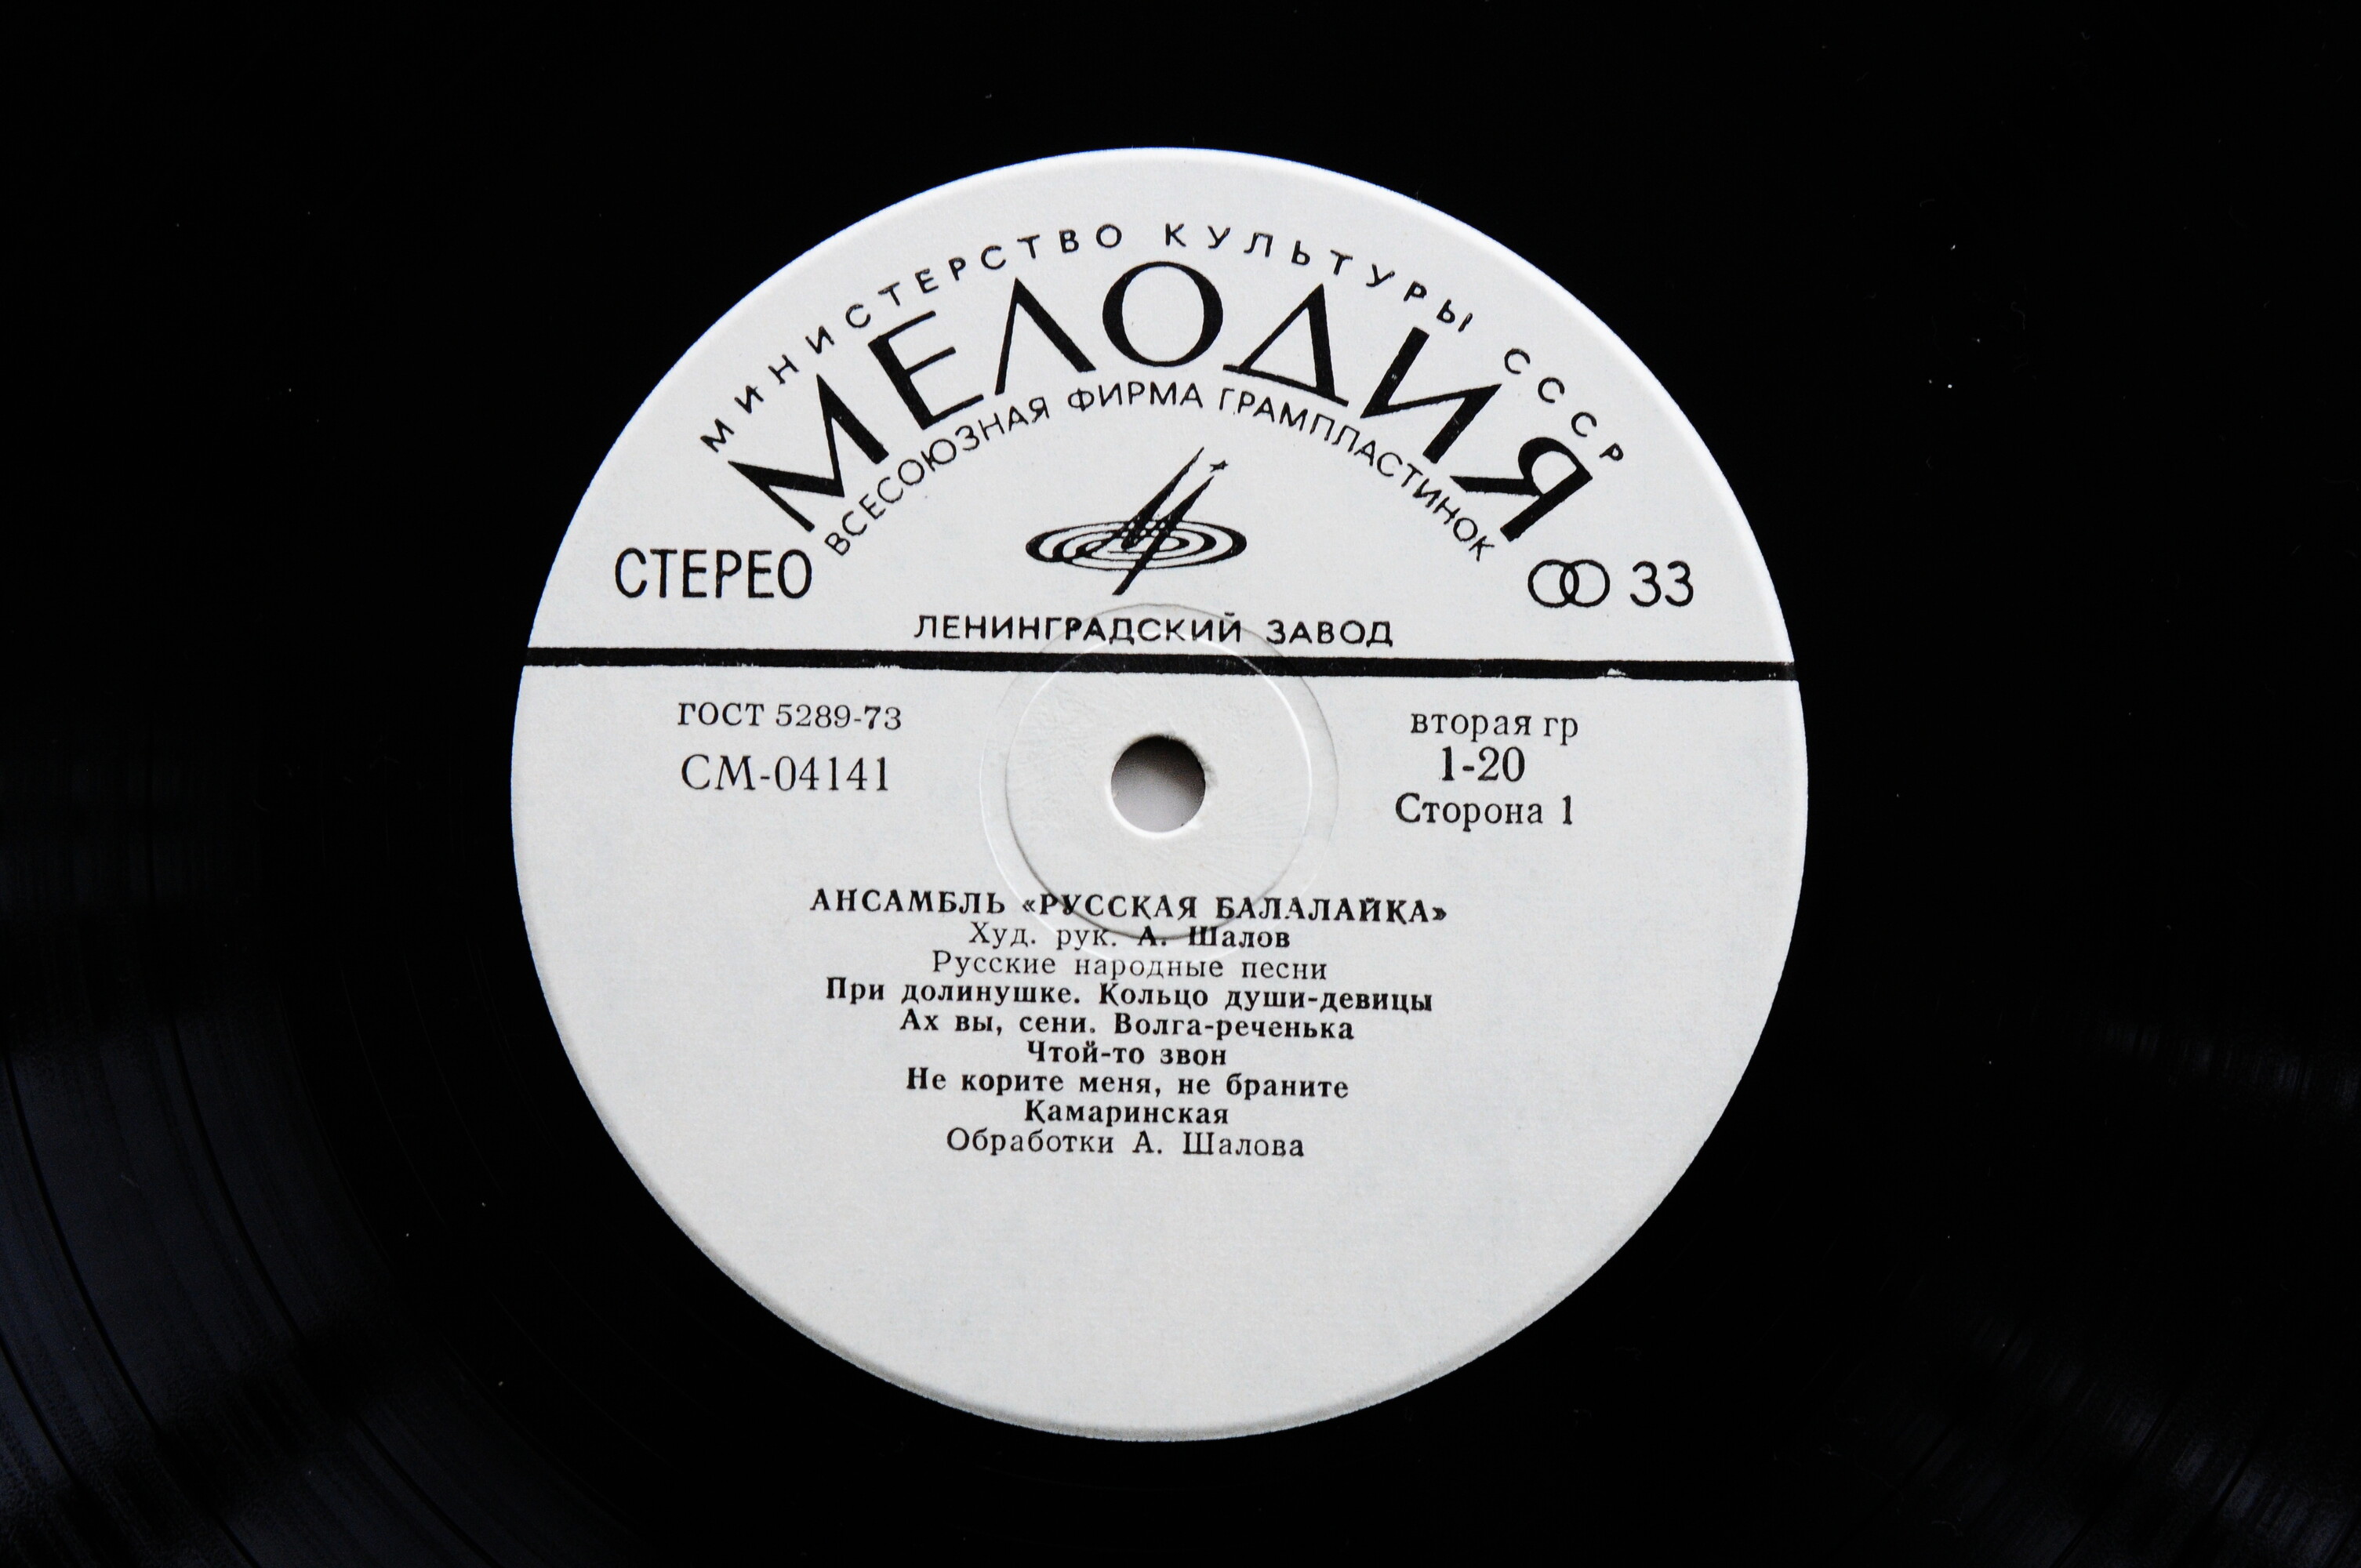 МИНИСТЕРСТВО КУЛЬТУРЫ СССР
МЕЛОДИЯ
ВСЕСОЮЗНАЯ ФИРМА ГРАМПЛАСТИНОК
СТЕРЕО
33
ЛЕНИНГРАДСКИЙ ЗАВОД
ГОСТ 5289-73
СМ-04141
вторая гр
1-20
Сторона 1
АНСАМБЛЬ «РУССКАЯ БАЛАЛАЙКА»
Худ. рук. А. Шалов
Русские народные песни
При долинушке. Кольцо души-девицы
Ах вы, сени. Волга-реченька
Чтой-то звон
Не корите меня, не браните
Камаринская
Обработки А. Шалова